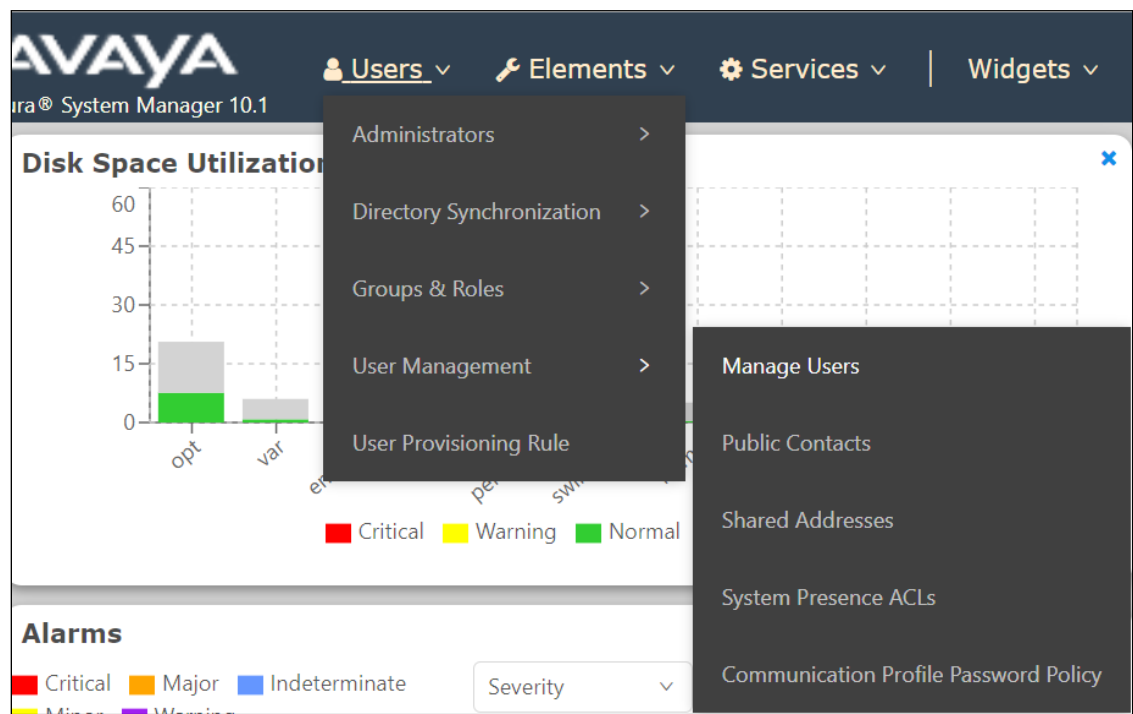 AVAYA
Users
Elements
Services
Widgets
ura® System Manager 10.1
Administrators
Directory Synchronization
Groups & Roles
User Management
User Provisioning Rule
Manage Users
Public Contacts
Shared Addresses
System Presence ACLs
Communication Profile Password Policy
Disk Space Utilization
60
45
30
15
0
opt
var
Critical
Warning
Normal
Alarms
Critical
Major
Indeterminate
Severity
Minor
Warning